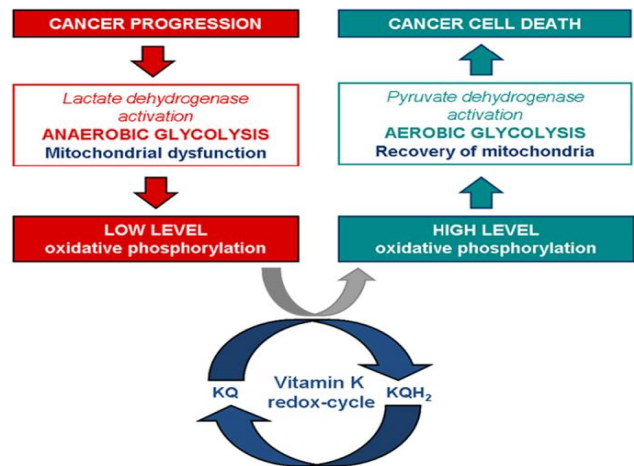 CANCER PROGRESSION
Lactate dehydrogenase
activation
ANAEROBIC GLYCOLYSIS
Mitochondrial dysfunction
LOW LEVEL
oxidative phosphorylation
CANCER CELL DEATH
Pyruvate dehydrogenase
activation
AEROBIC GLYCOLYSIS
Recovery of mitochondria
HIGH LEVEL
oxidative phosphorylation
KQ
Vitamin K
redox-cycle
KQH₂